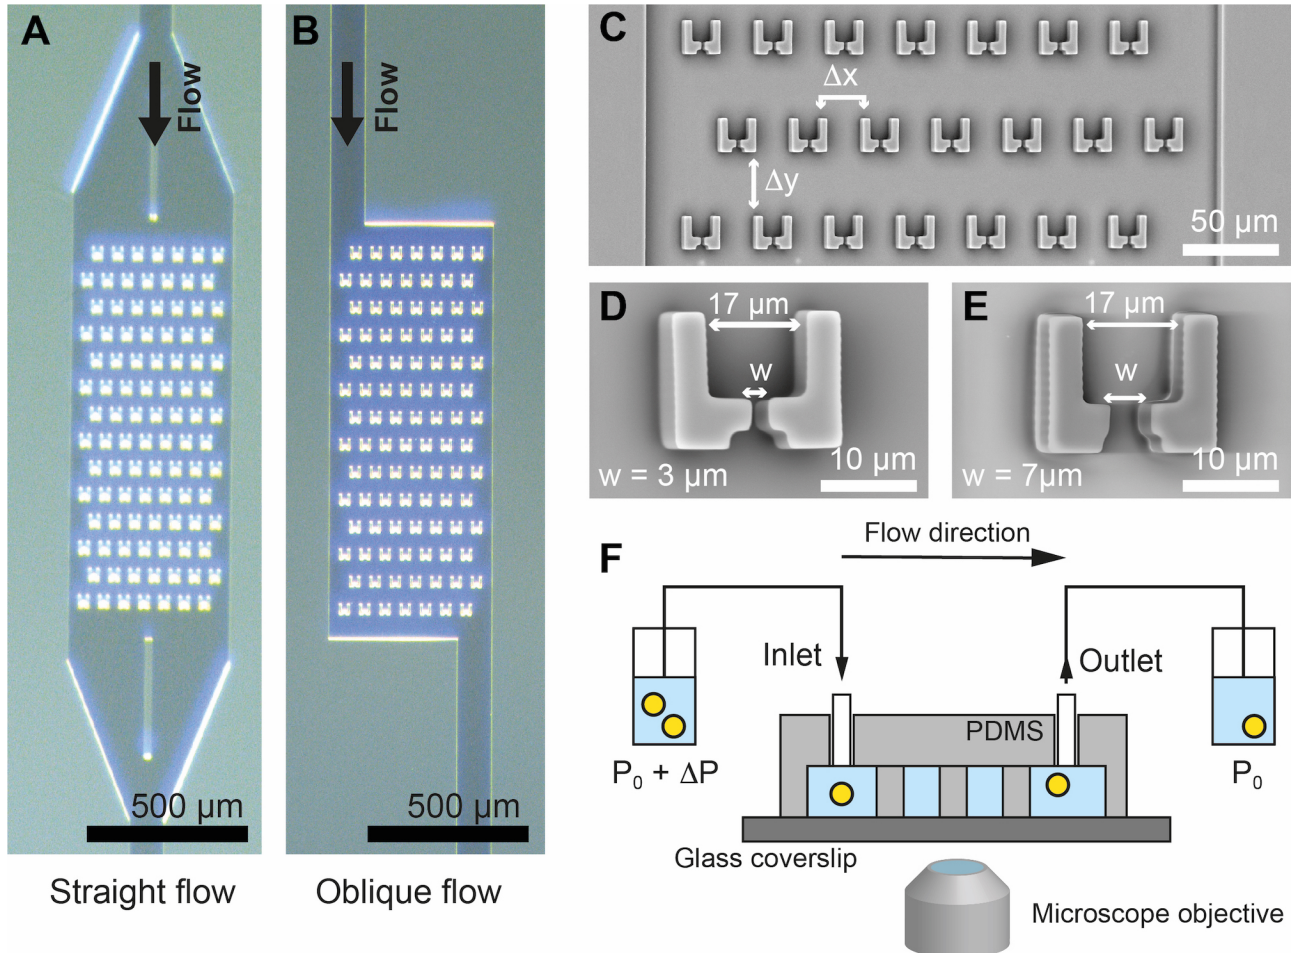 A
Flow
500 µm
Straight flow
B
Flow
500 µm
Oblique flow
C
Δx
Δy
50 µm
D
17 µm
w
w = 3 µm
10 µm
E
17 µm
w
w = 7µm
10 µm
F
Flow direction
Inlet
Outlet
PDMS
P₀ + ΔP
P₀
Glass coverslip
Microscope objective